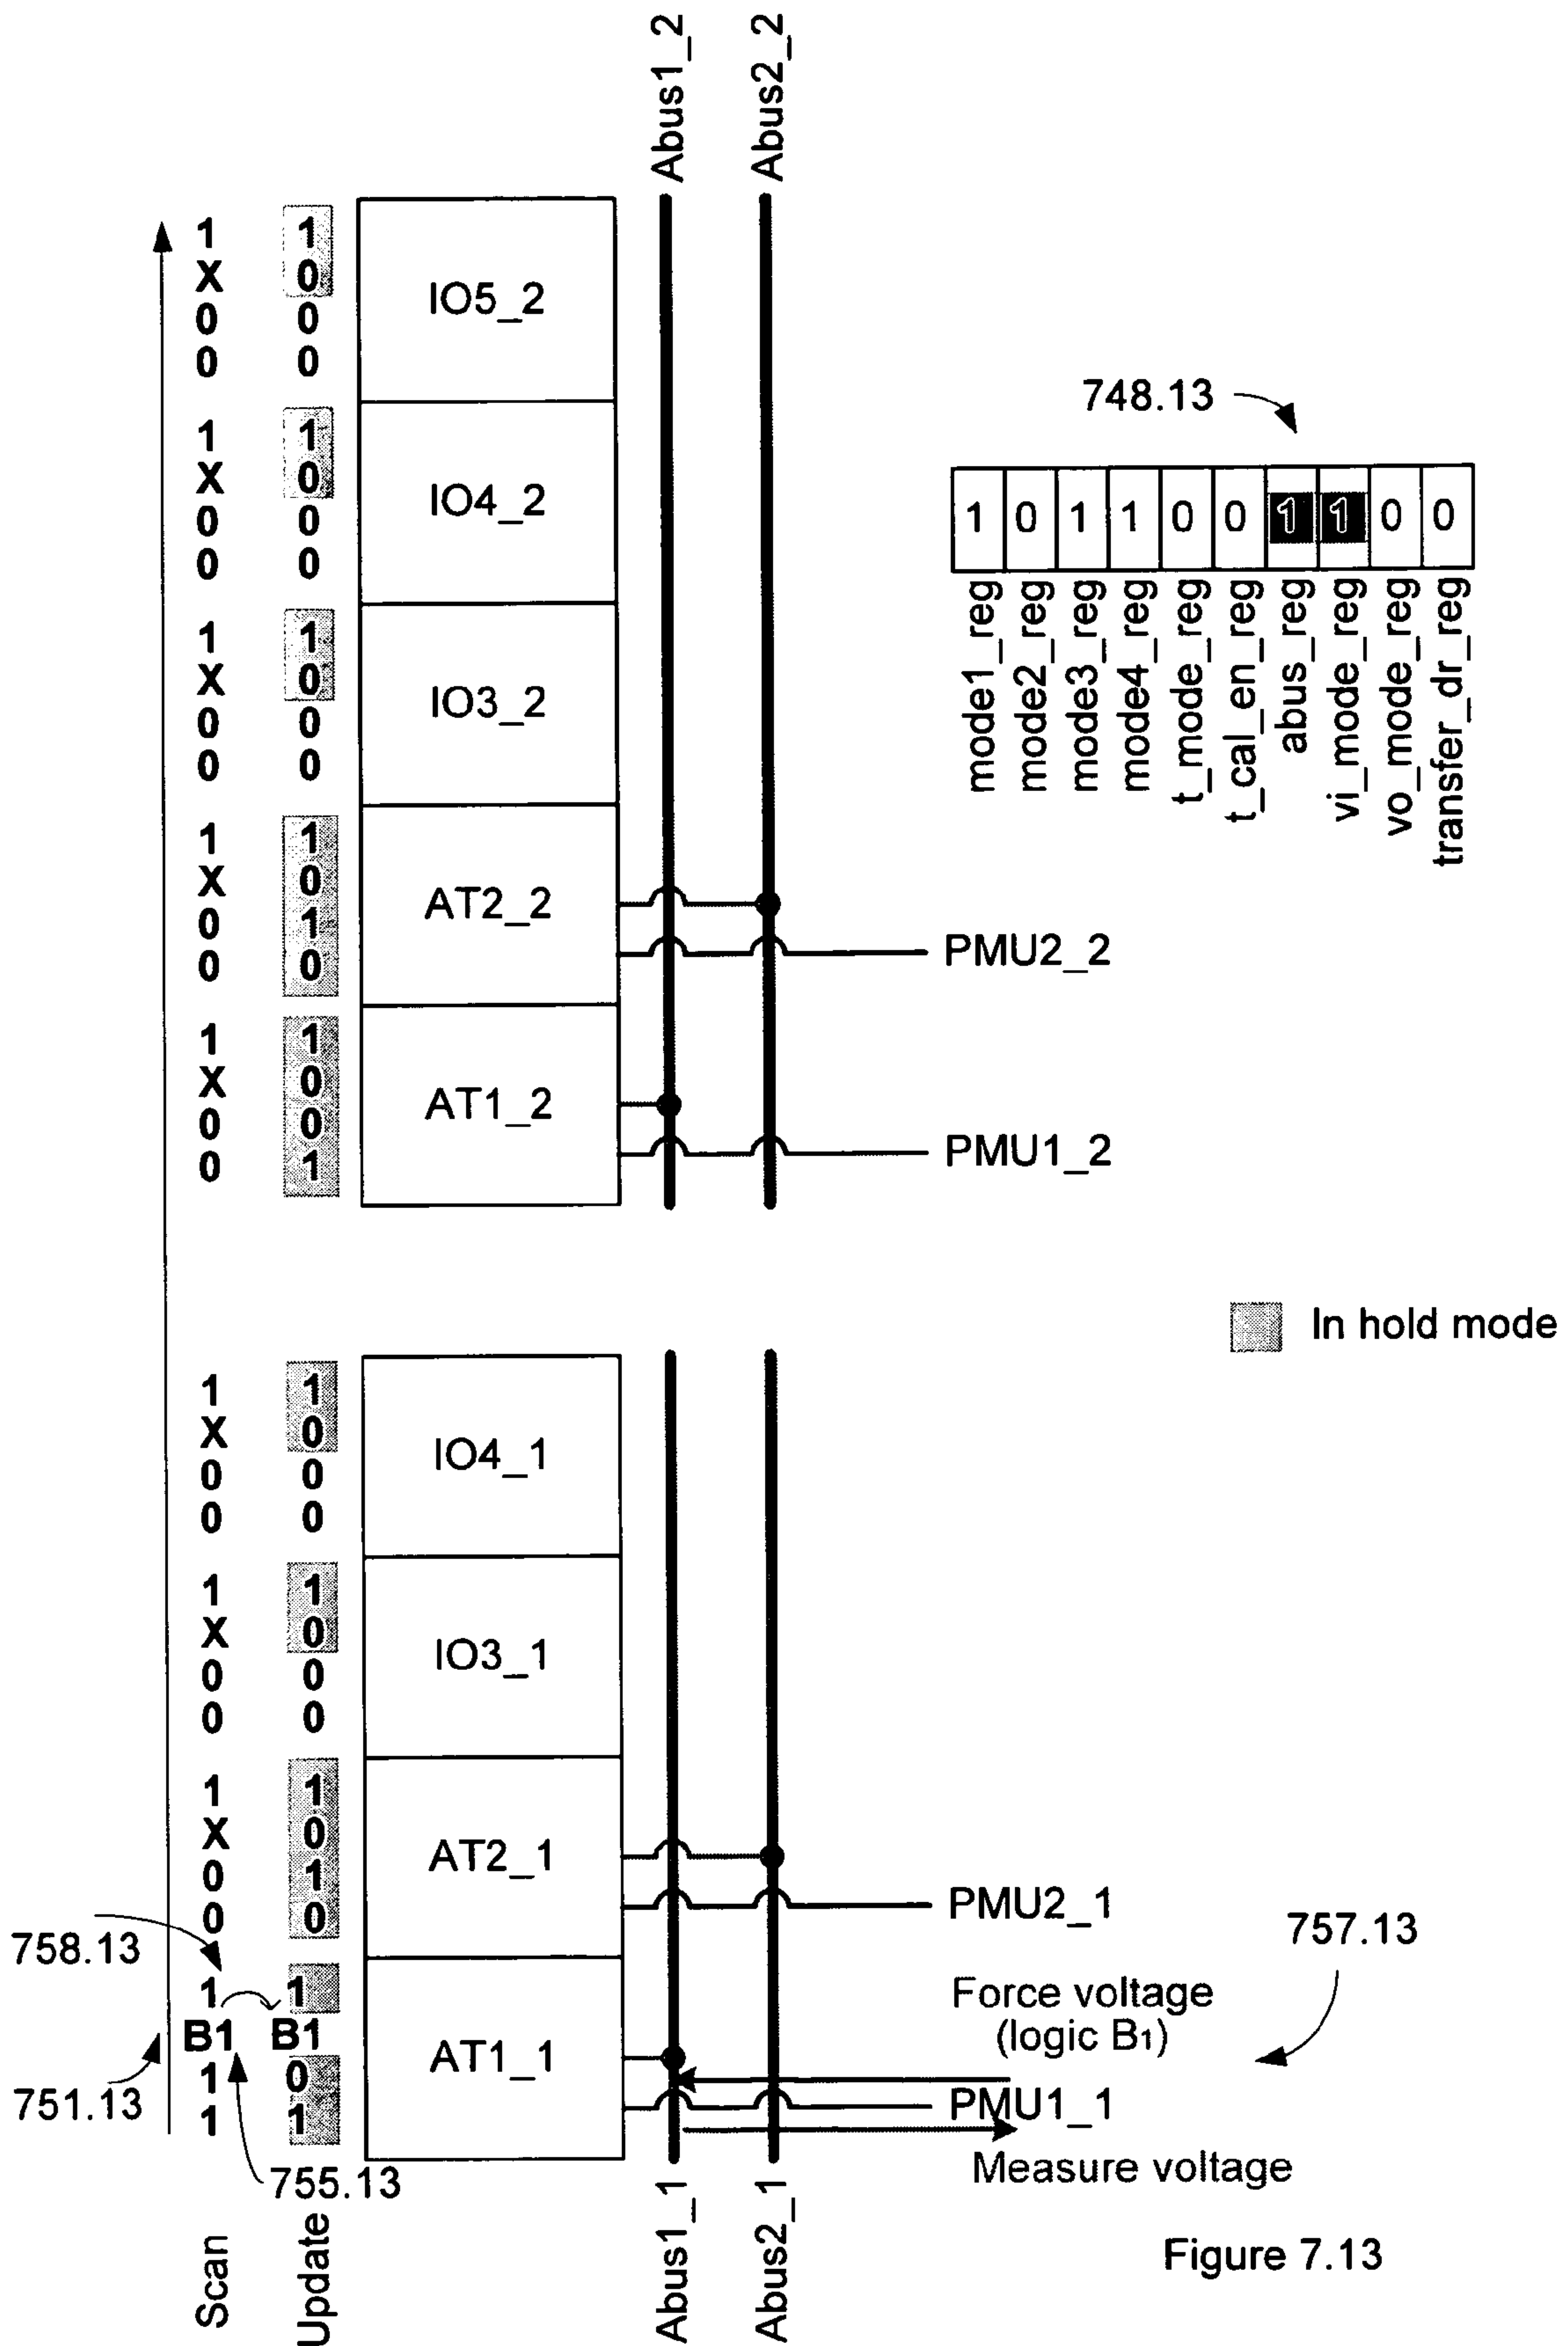 Abus1_2
Abus2_2
1 1
X 0
0 0
0 0
IO5_2
1 1
X 0
0 0
0 0
IO4_2
1 1
X 0
0 0
0 0
IO3_2
1 1
X 0
0 1
0 0
AT2_2
PMU2_2
1 1
X 0
0 0
0 1
AT1_2
PMU1_2
748.13
1 0 1 1 0 0 1 1 0 0
mode1_reg
mode2_reg
mode3_reg
mode4_reg
t_mode_reg
t_cal_en_reg
abus_reg
vi_mode_reg
vo_mode_reg
transfer_dr_reg
In hold mode
1 1
X 0
0 0
0 0
IO4_1
1 1
X 0
0 0
0 0
IO3_1
1 1
X 0
0 1
0 0
AT2_1
PMU2_1
758.13
1 1
B1 B1
1 0
1 1
AT1_1
751.13
755.13
757.13
Force voltage
(logic B1)
PMU1_1
Measure voltage
Scan
Update
Abus1_1
Abus2_1
Figure 7.13